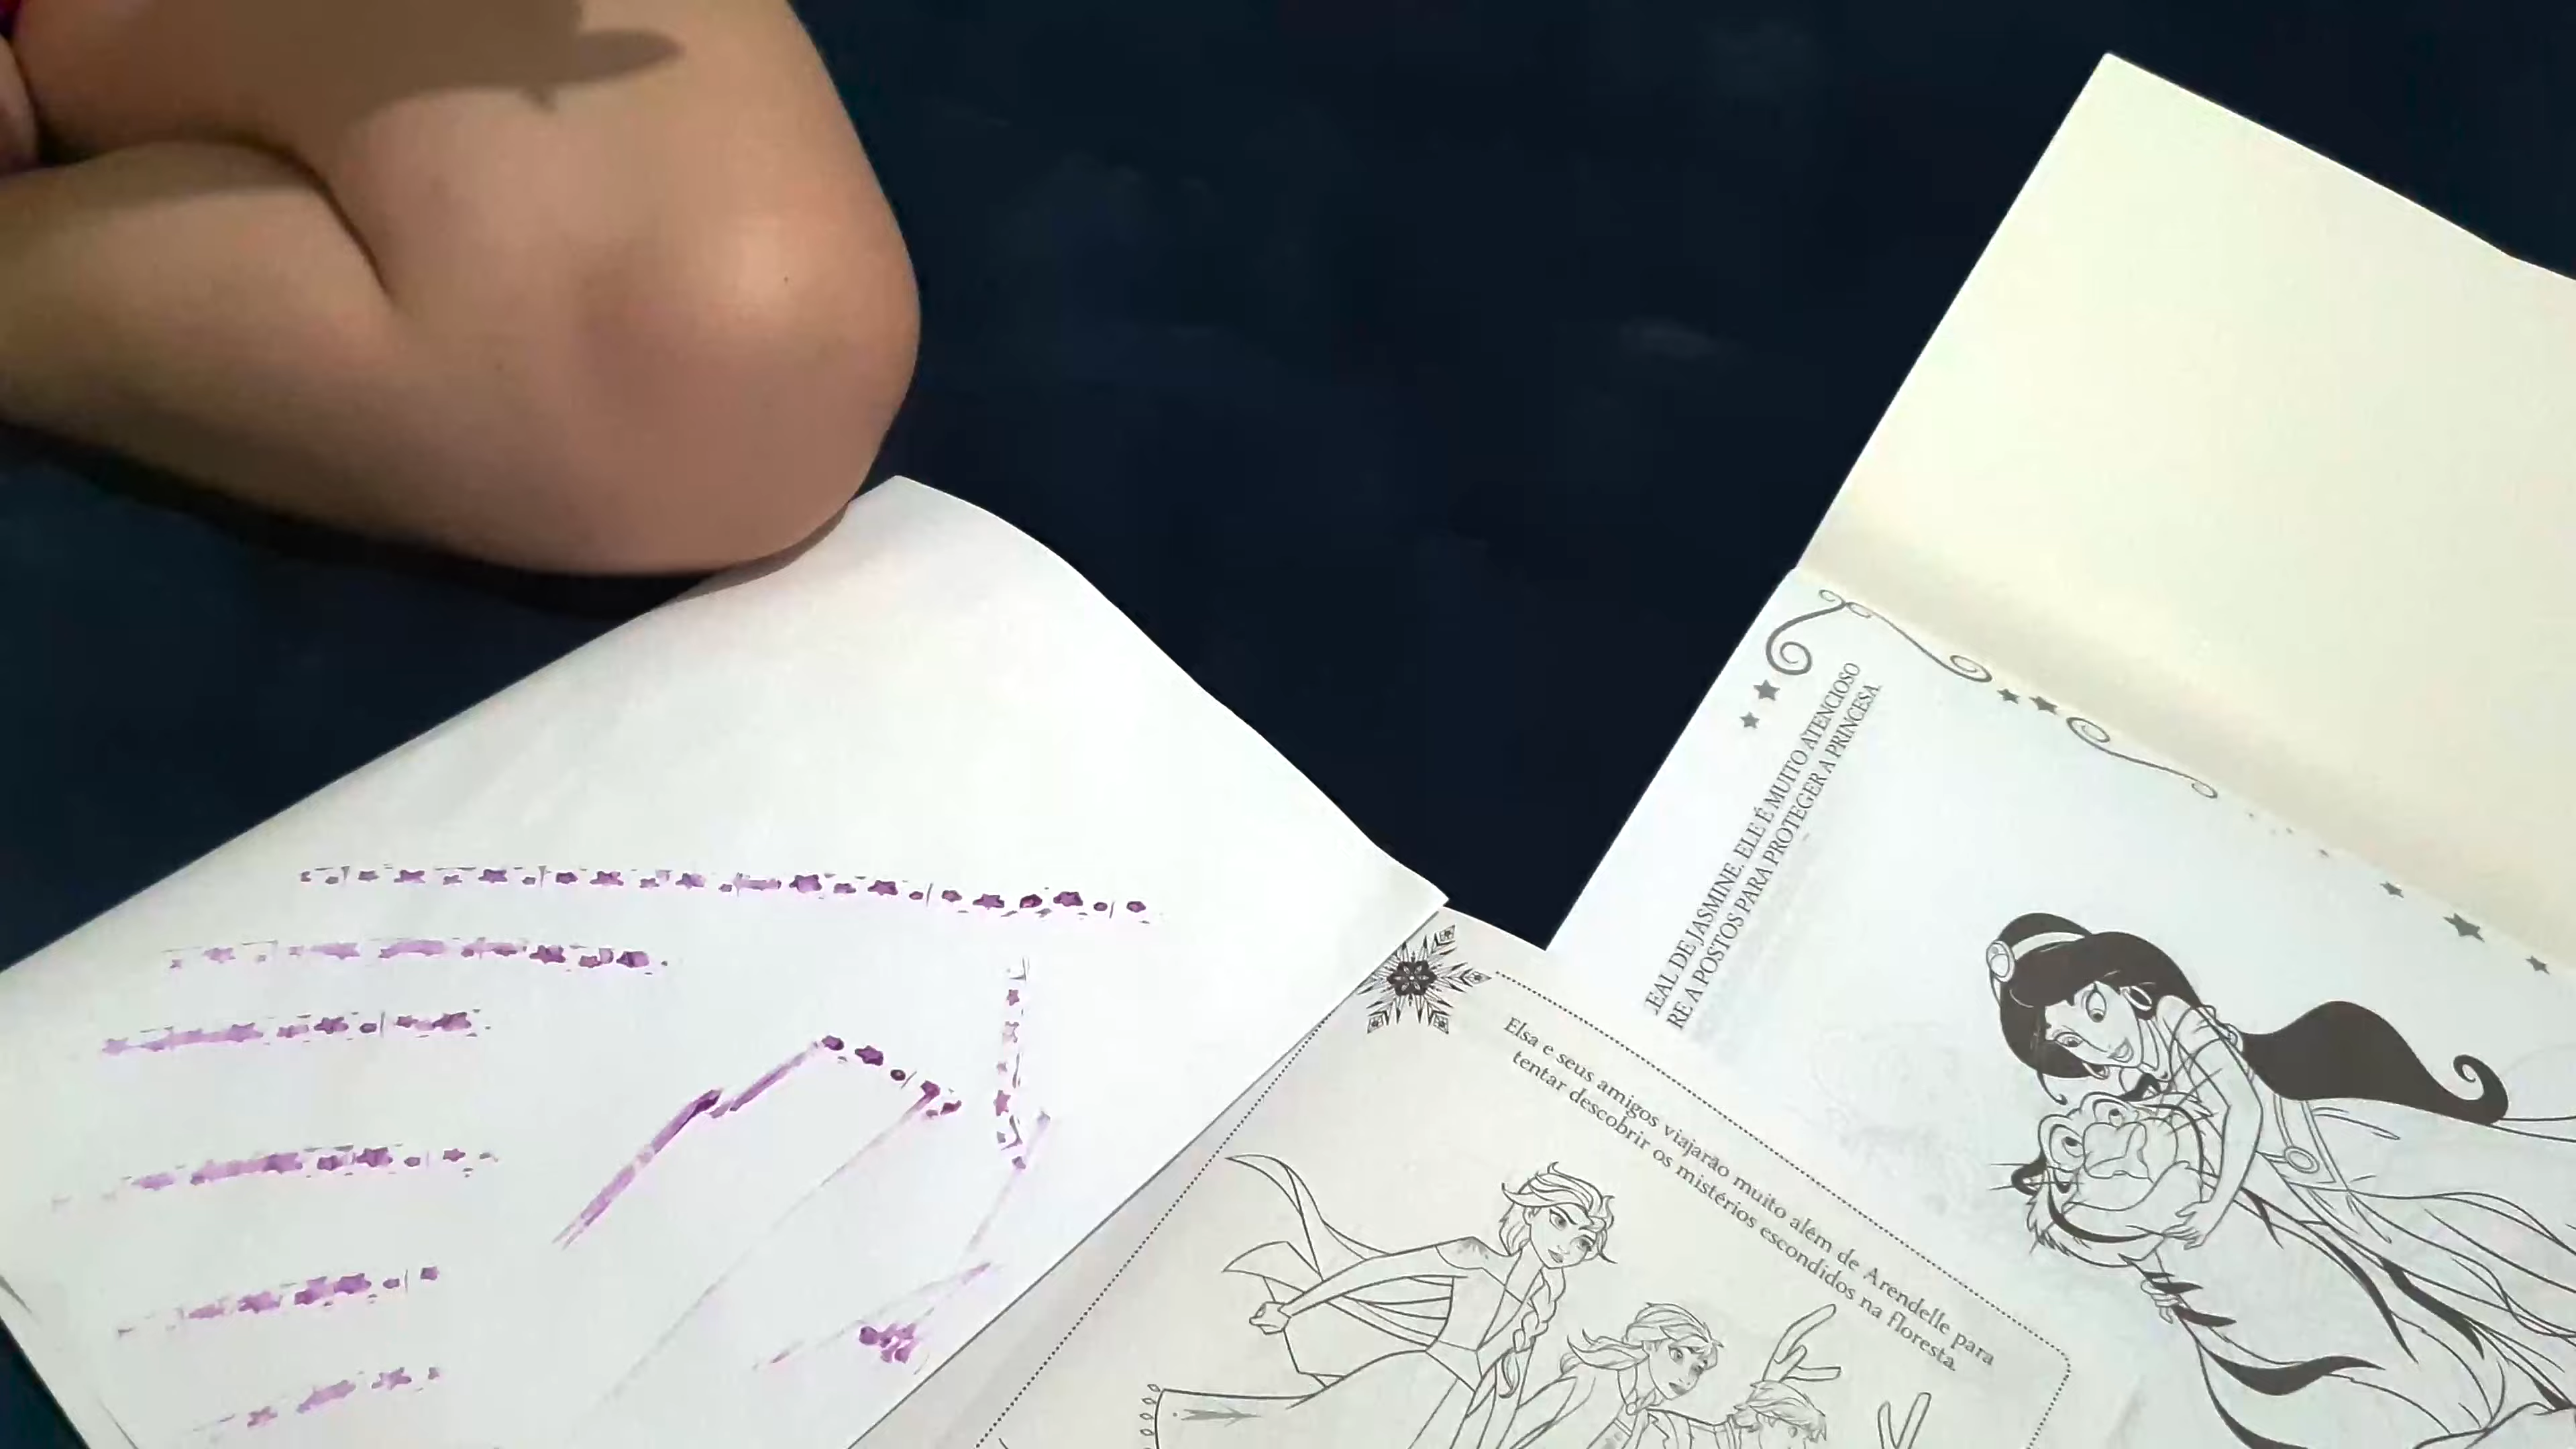 EAL DE JASMINE. ELE É MUITO ATENCIOSO
RE A POSTOS PARA PROTEGER A PRINCESA.
Elsa e seus amigos viajarão muito além de Arendelle para
tentar descobrir os mistérios escondidos na floresta.